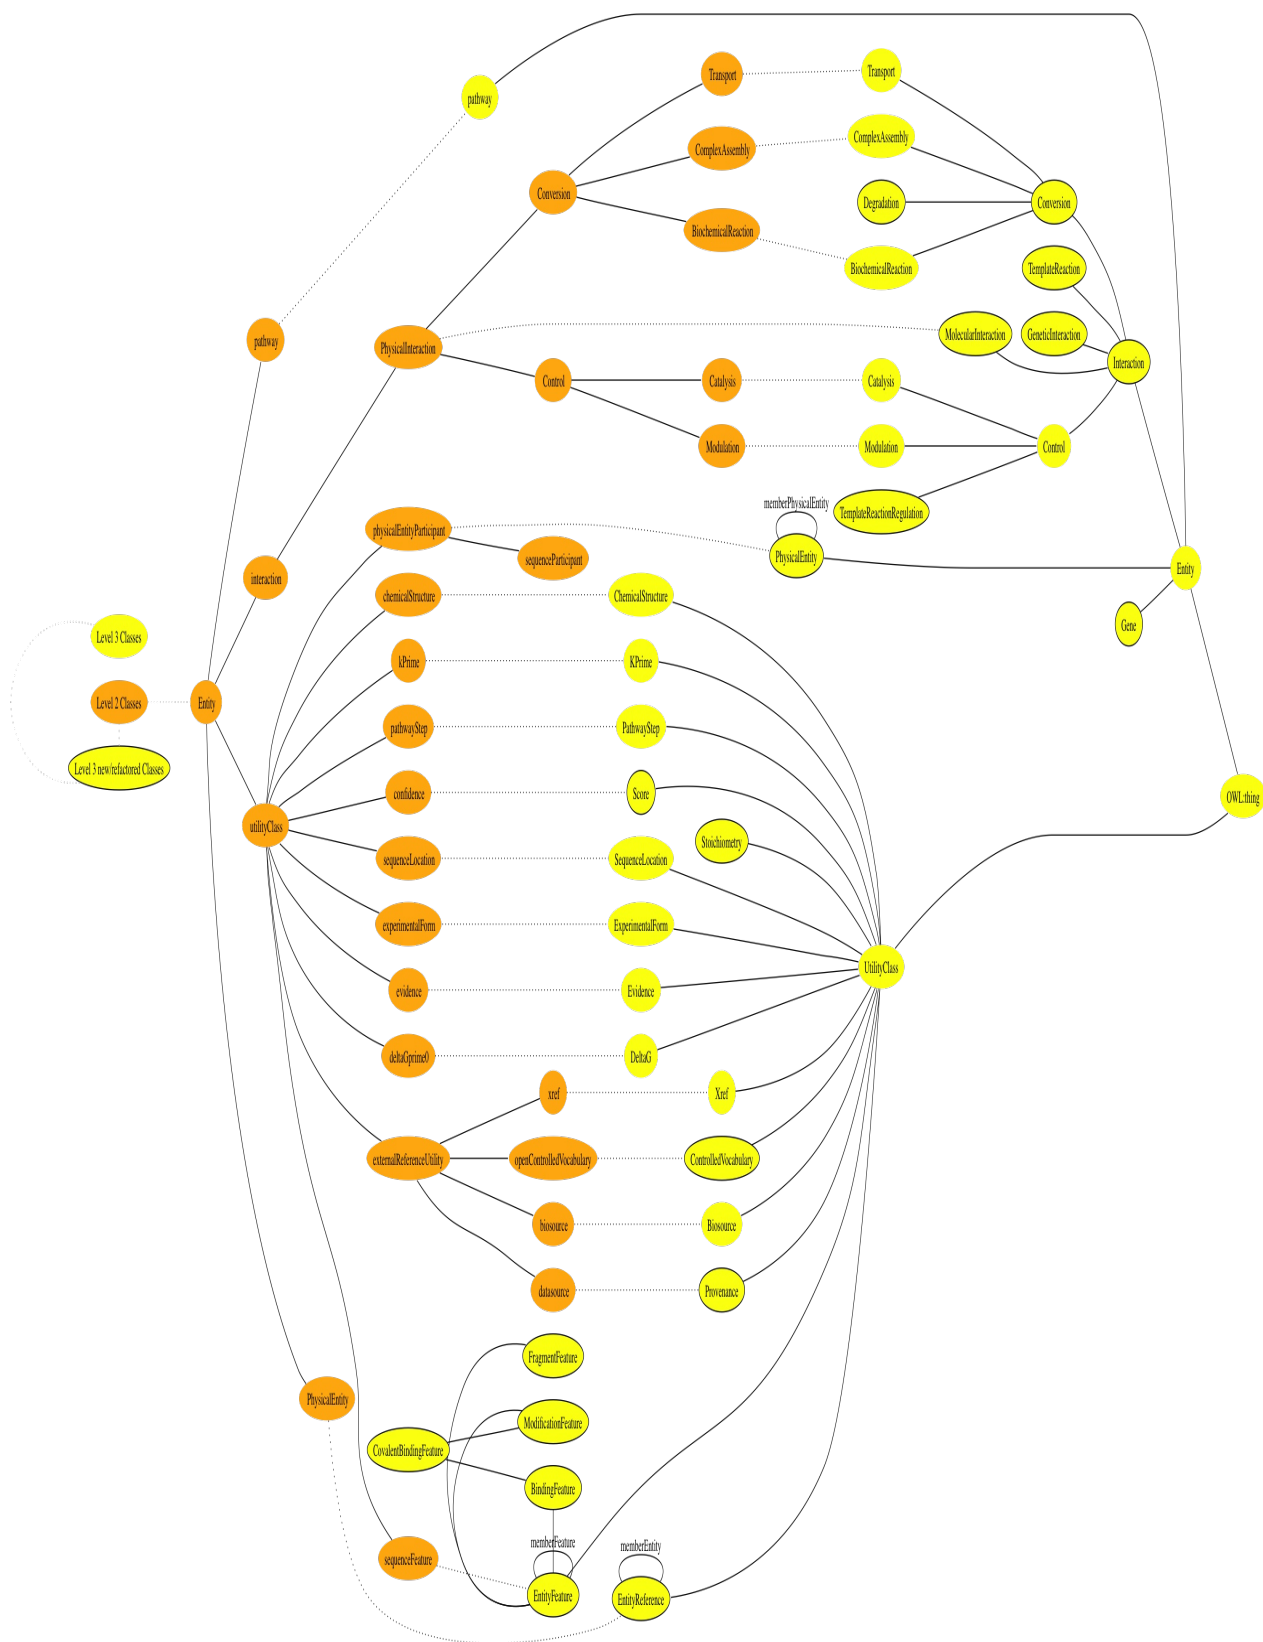 Transport
Transport
pathway
ComplexAssembly
ComplexAssembly
Conversion
Degradation
Conversion
BiochemicalReaction
BiochemicalReaction
TemplateReaction
pathway
PhysicalInteraction
MolecularInteraction
GeneticInteraction
Interaction
Control
Catalysis
Catalysis
Modulation
Modulation
Control
memberPhysicalEntity
TemplateReactionRegulation
physicalEntityParticipant
sequenceParticipant
PhysicalEntity
Entity
interaction
chemicalStructure
ChemicalStructure
Gene
Level 3 Classes
kPrime
KPrime
Level 2 Classes
Entity
pathwayStep
PathwayStep
Level 3 new/refactored Classes
confidence
Score
OWL:thing
utilityClass
Stoichiometry
sequenceLocation
SequenceLocation
experimentalForm
ExperimentalForm
UtilityClass
evidence
Evidence
deltaGprime0
DeltaG
xref
Xref
externalReferenceUtility
openControlledVocabulary
ControlledVocabulary
biosource
Biosource
datasource
Provenance
FragmentFeature
PhysicalEntity
ModificationFeature
CovalentBindingFeature
BindingFeature
memberFeature
memberEntity
sequenceFeature
EntityFeature
EntityReference